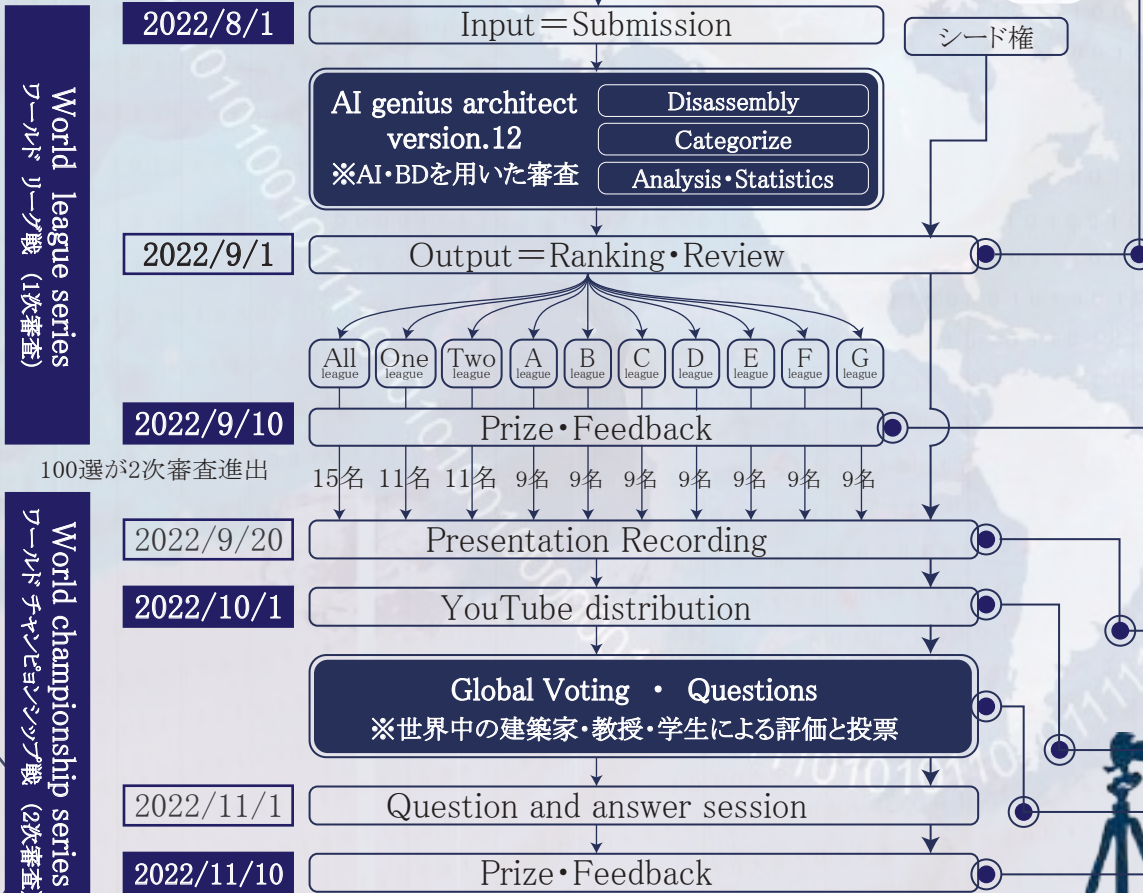 World league series
ワールド リーグ戦 (1次審査)
2022/8/1
Input＝Submission
シード権
AI genius architect
version.12
※AI・BDを用いた審査
Disassembly
Categorize
Analysis・Statistics
2022/9/1
Output＝Ranking・Review
All league
One league
Two league
A league
B league
C league
D league
E league
F league
G league
2022/9/10
Prize・Feedback
100選が2次審査進出
15名 11名 11名 9名 9名 9名 9名 9名 9名 9名
World championship series
ワールド チャンピョンシップ戦 (2次審査)
2022/9/20
Presentation Recording
2022/10/1
YouTube distribution
Global Voting ・ Questions
※世界中の建築家・教授・学生による評価と投票
2022/11/1
Question and answer session
2022/11/10
Prize・Feedback